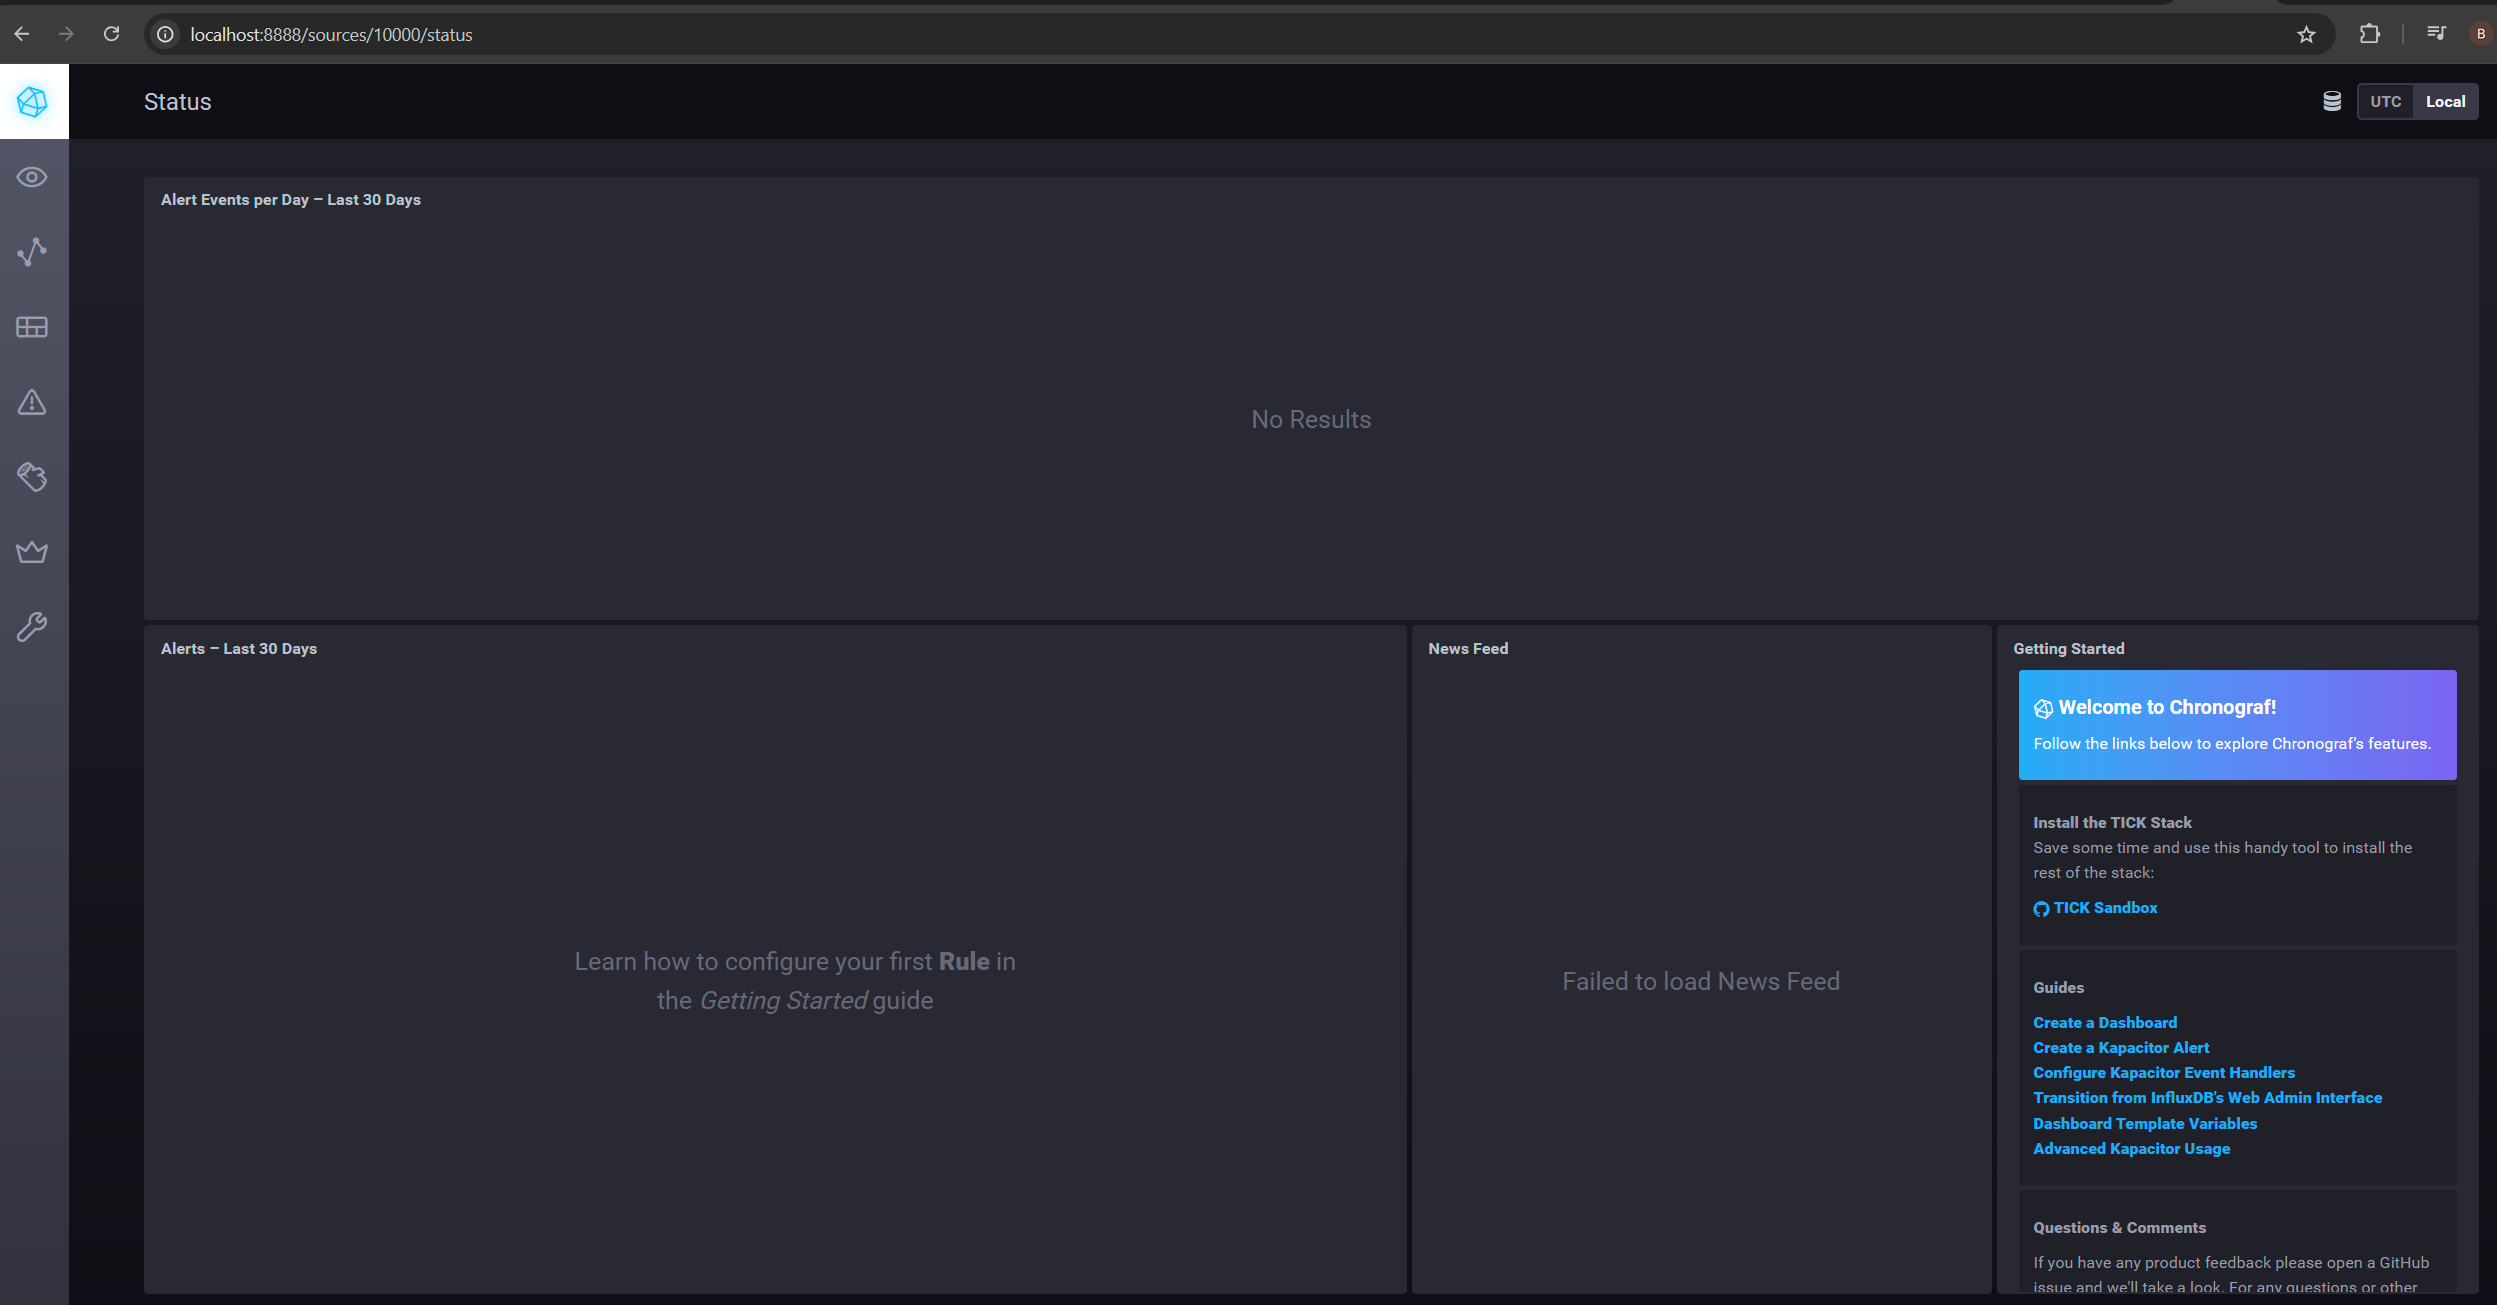 localhost:8888/sources/10000/status
B
Status
UTC
Local
Alert Events per Day – Last 30 Days
No Results
Alerts – Last 30 Days
Learn how to configure your first Rule in
the Getting Started guide
News Feed
Failed to load News Feed
Getting Started
Welcome to Chronograf!
Follow the links below to explore Chronograf's features.
Install the TICK Stack
Save some time and use this handy tool to install the
rest of the stack:
TICK Sandbox
Guides
Create a Dashboard
Create a Kapacitor Alert
Configure Kapacitor Event Handlers
Transition from InfluxDB's Web Admin Interface
Dashboard Template Variables
Advanced Kapacitor Usage
Questions & Comments
If you have any product feedback please open a GitHub
issue and we'll take a look. For any questions or other